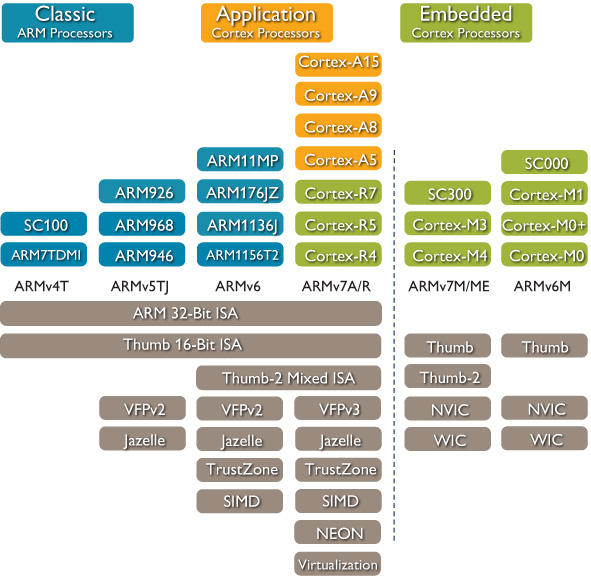 Classic
ARM Processors
Application
Cortex Processors
Embedded
Cortex Processors
Cortex-A15
Cortex-A9
Cortex-A8
ARM11MP
Cortex-A5
SC000
ARM926
ARM176JZ
Cortex-R7
SC300
Cortex-M1
SC100
ARM968
ARM1136J
Cortex-R5
Cortex-M3
Cortex-M0+
ARM7TDMI
ARM946
ARM1156T2
Cortex-R4
Cortex-M4
Cortex-M0
ARMv4T
ARMv5TJ
ARMv6
ARMv7A/R
ARMv7M/ME
ARMv6M
ARM 32-Bit ISA
Thumb 16-Bit ISA
Thumb
Thumb
Thumb-2 Mixed ISA
Thumb-2
VFPv2
VFPv2
VFPv3
NVIC
NVIC
Jazelle
Jazelle
Jazelle
WIC
WIC
TrustZone
TrustZone
SIMD
SIMD
NEON
Virtualization